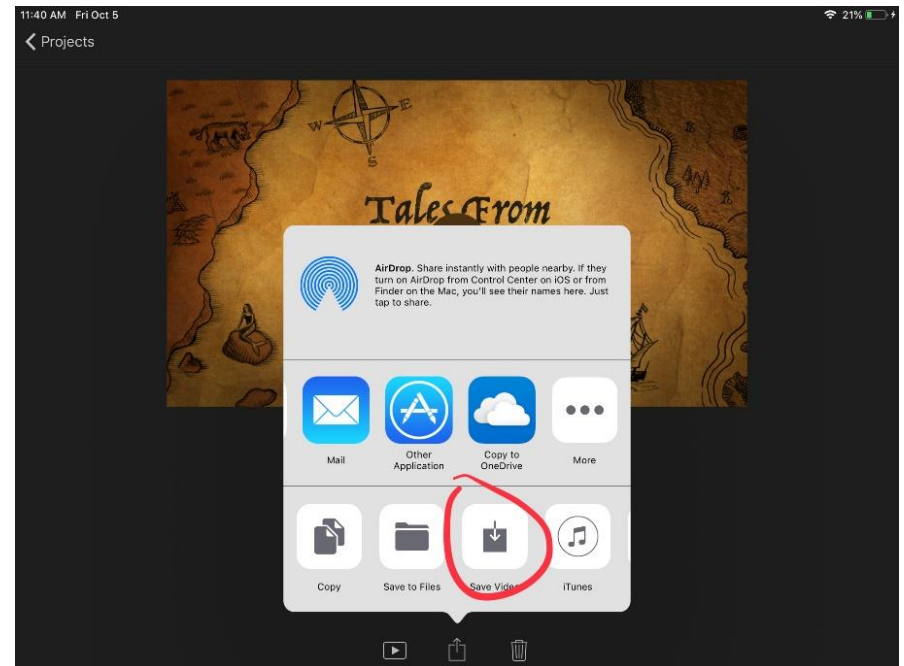 11:40 AM Fri Oct 5
21%
Projects
W
E
S
Tales From
AirDrop. Share instantly with people nearby. If they
turn on AirDrop from Control Center on iOS or from
Finder on the Mac, you'll see their names here. Just
tap to share.
Mail
Other
Application
Copy to
OneDrive
More
Copy
Save to Files
Save Video
iTunes